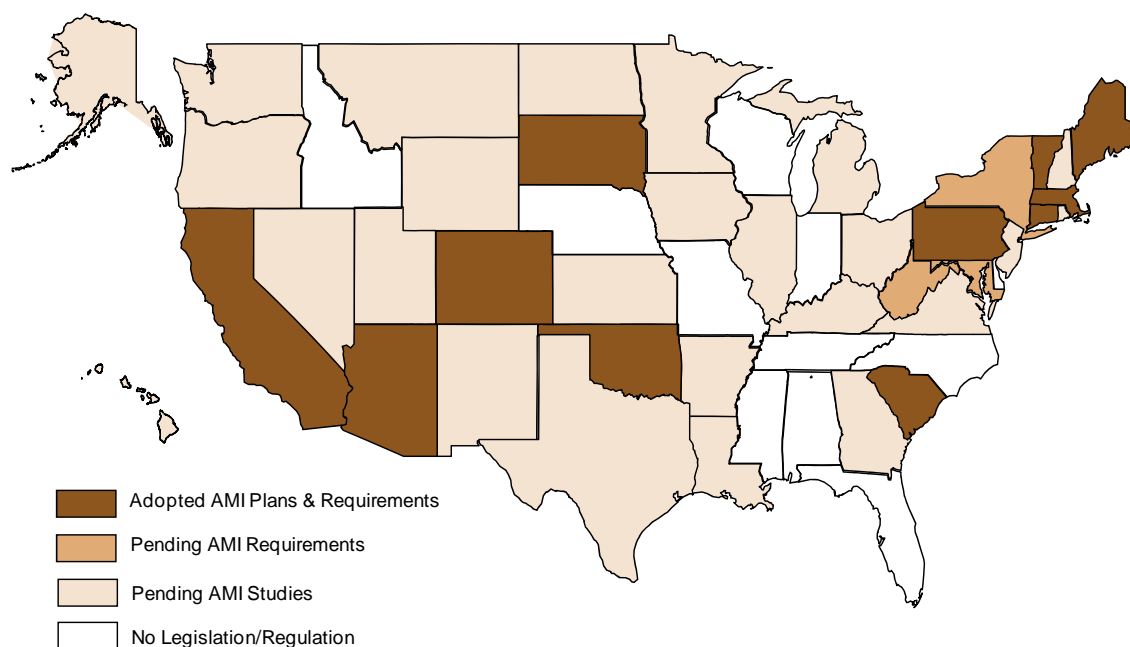 Adopted AMI Plans & Requirements
Pending AMI Requirements
Pending AMI Studies
No Legislation/Regulation